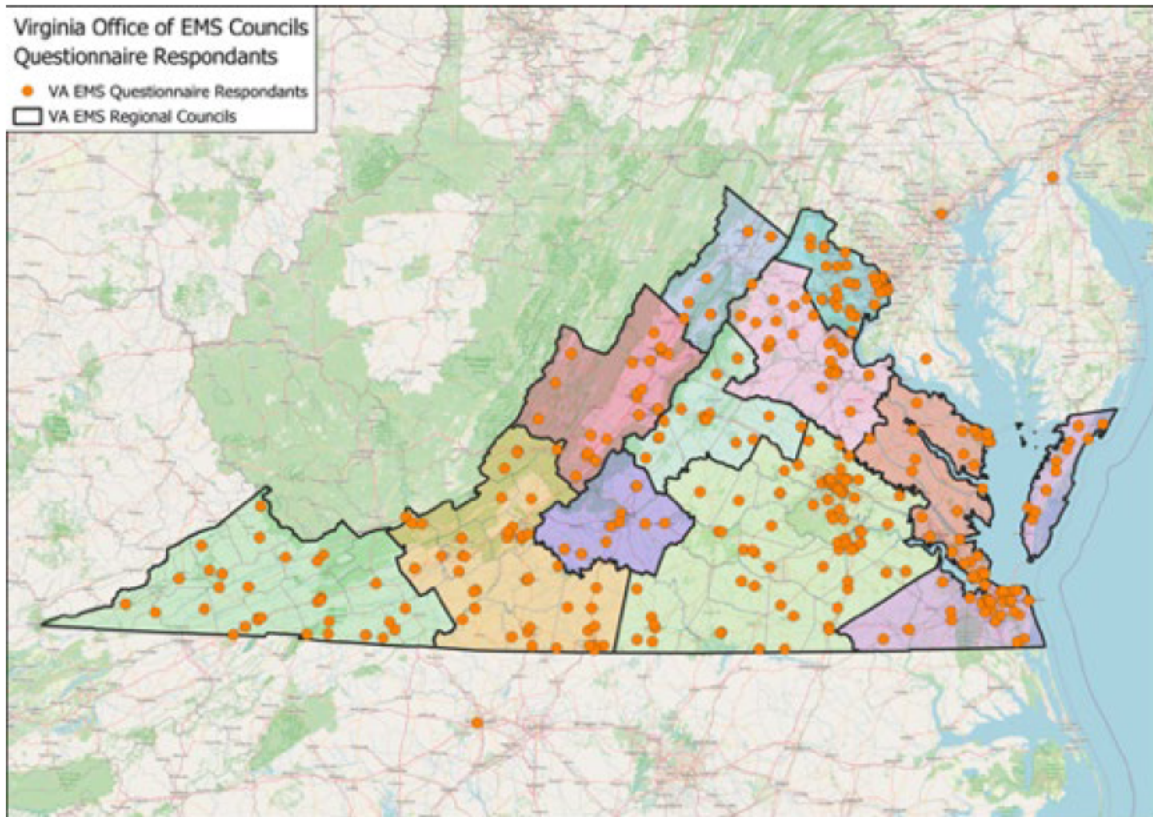 Virginia Office of EMS Councils
Questionnaire Respondants
VA EMS Questionnaire Respondants
VA EMS Regional Councils